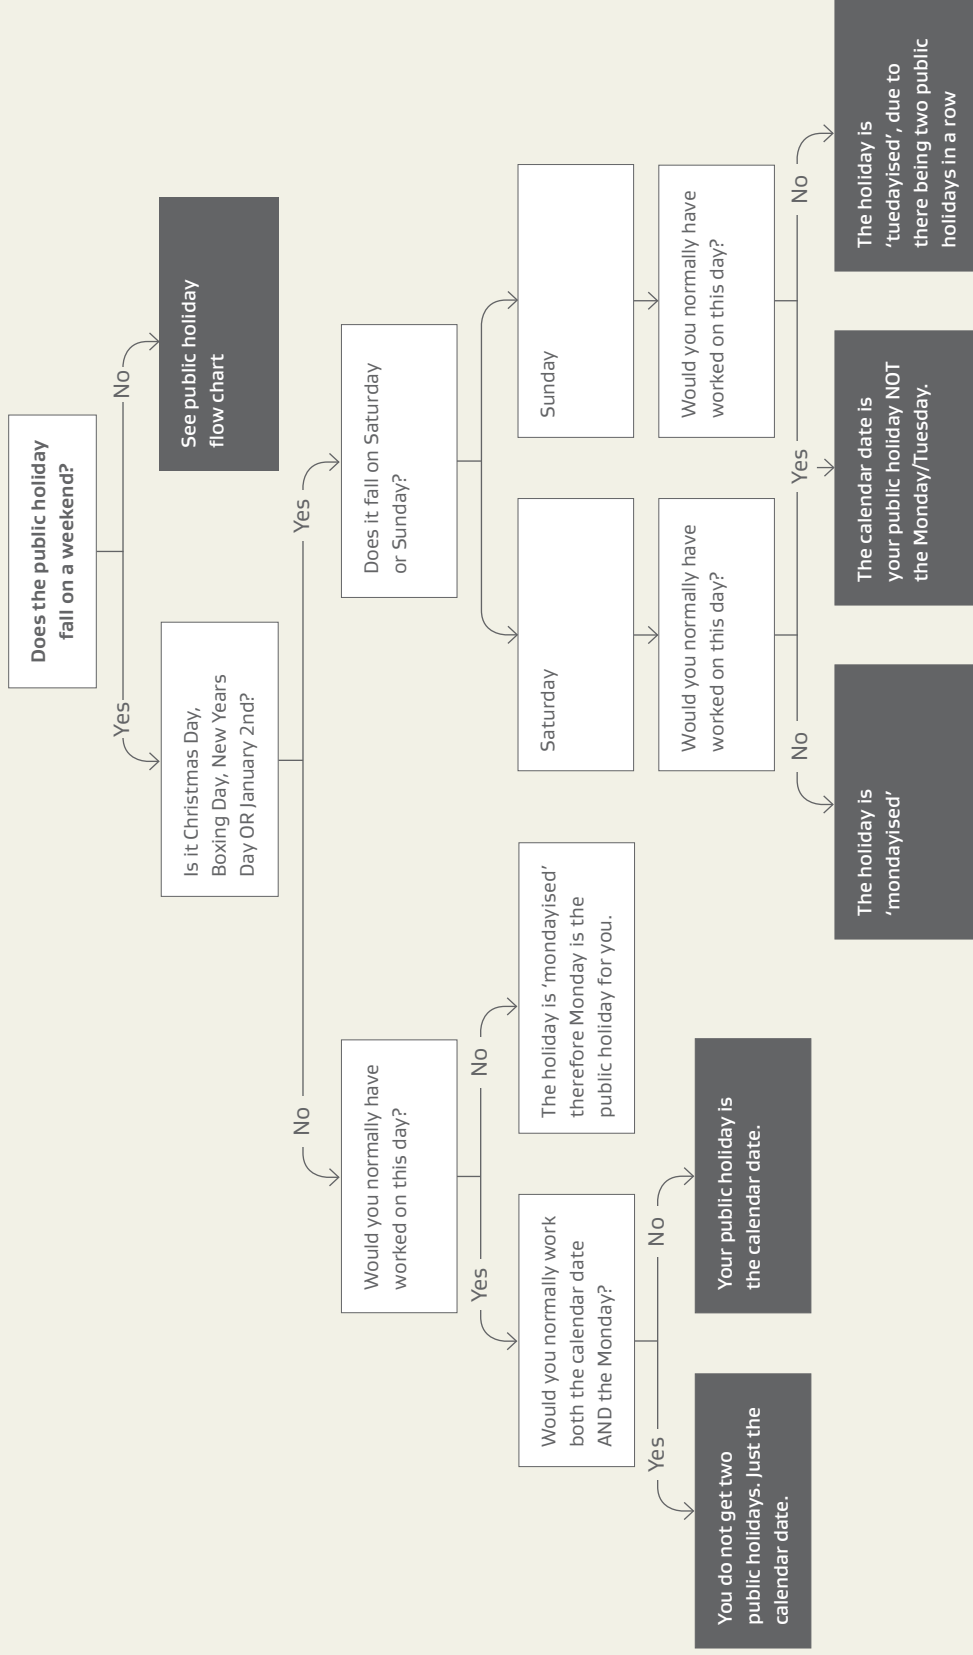 Does the public holiday
fall on a weekend?
Yes
No
Is it Christmas Day,
Boxing Day, New Years
Day OR January 2nd?
See public holiday
flow chart
No
Yes
Would you normally have
worked on this day?
Does it fall on Saturday
or Sunday?
Yes
No
Would you normally work
both the calendar date
AND the Monday?
The holiday is ‘mondayised’
therefore Monday is the
public holiday for you.
Saturday
Sunday
Would you normally have
worked on this day?
Would you normally have
worked on this day?
Yes
No
You do not get two
public holidays. Just the
calendar date.
Your public holiday is
the calendar date.
No
Yes
No
The holiday is
‘mondayised’
The calendar date is
your public holiday NOT
the Monday/Tuesday.
The holiday is
‘tuedayised’, due to
there being two public
holidays in a row